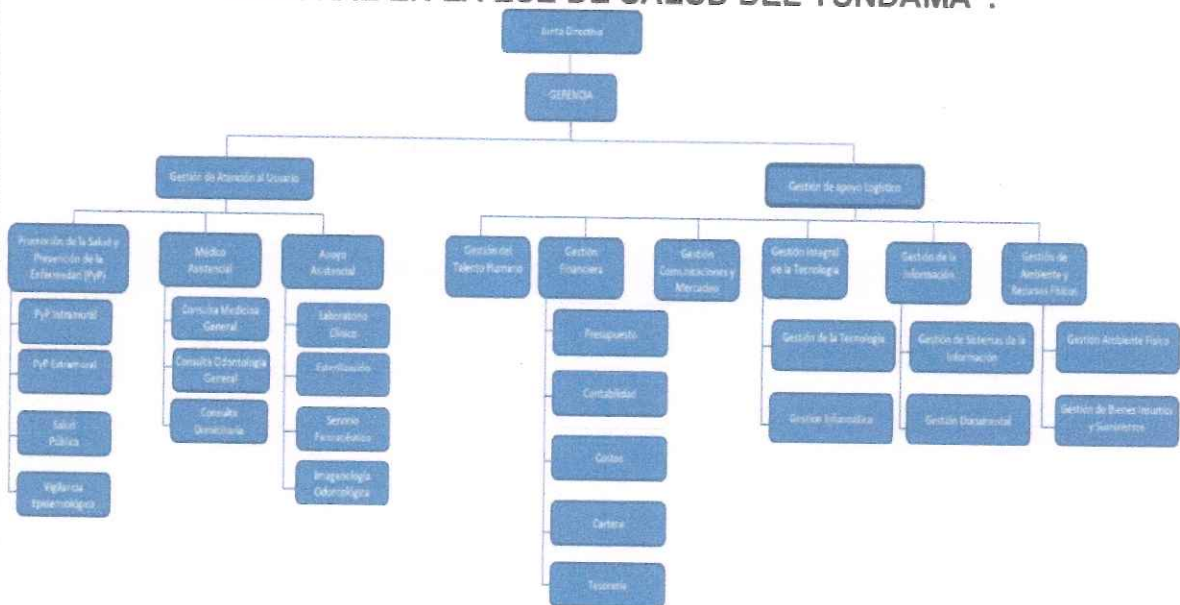 EN LA ESE DE SALUD DEL TUNDAMA".
Junta Directiva
GERENCIA
Gestión de Atención al Usuario
Gestión de apoyo Logístico
Promoción de la Salud y
Prevención de la
Enfermedad (PyP)
Médico
Asistencial
Apoyo
Asistencial
Gestión del
Talento Humano
Gestión
Financiera
Gestión
Comunicaciones y
Mercadeo
Gestión Integral
de la Tecnología
Gestión de la
Información
Gestión de
Ambiente y
Recursos Físicos
PyP Intramural
PyP Extramural
Salud
Pública
Vigilancia
Epidemiológica
Consulta Medicina
General
Consulta Odontología
General
Consulta
Domiciliaria
Laboratorio
Clínico
Esterilización
Servicio
Farmacéutico
Imagenología
Odontológica
Presupuesto
Contabilidad
Costos
Cartera
Tesorería
Gestión de la Tecnología
Gestion Informática
Gestión de Sistemas de la
Información
Gestión Documental
Gestión Ambiente Físico
Gestión de Bienes Insumos
y Suministros